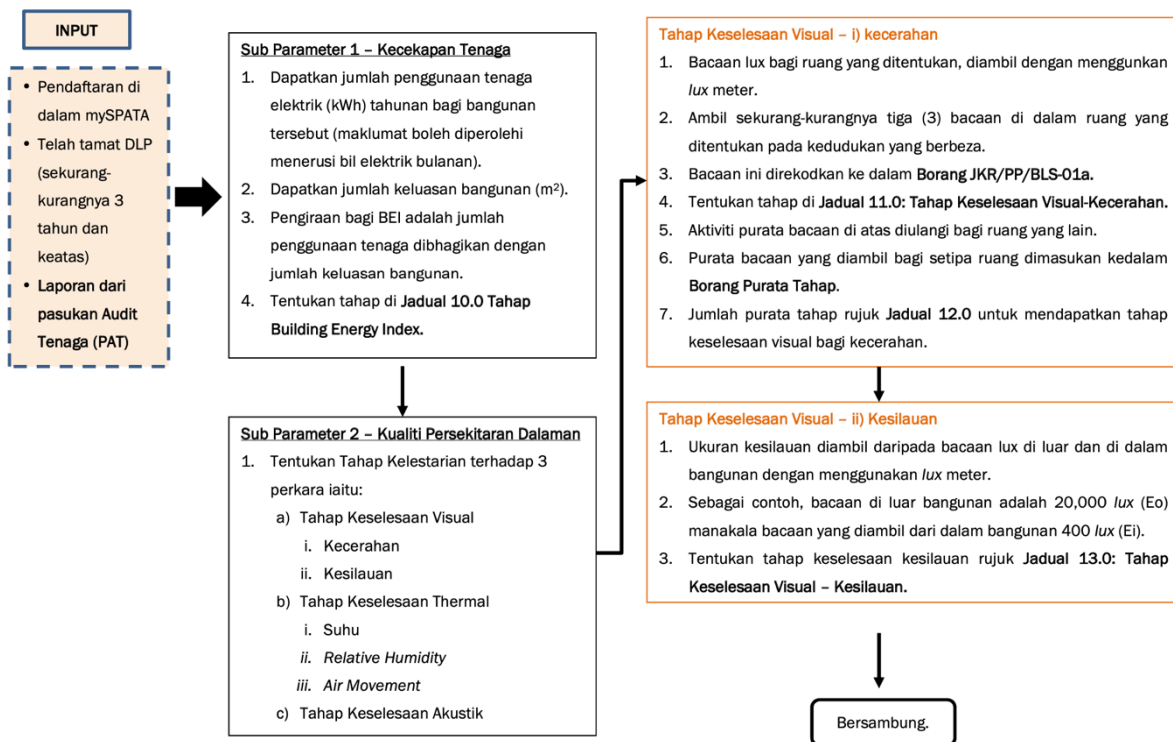 INPUT
• Pendaftaran di
dalam mySPATA
• Telah tamat DLP
(sekurang-
kurangnya 3
tahun dan
keatas)
• Laporan dari
pasukan Audit
Tenaga (PAT)
Sub Parameter 1 – Kecekapan Tenaga
1. Dapatkan jumlah penggunaan tenaga
elektrik (kWh) tahunan bagi bangunan
tersebut (maklumat boleh diperolehi
menerusi bil elektrik bulanan).
2. Dapatkan jumlah keluasan bangunan (m²).
3. Pengiraan bagi BEI adalah jumlah
penggunaan tenaga dibhagikan dengan
jumlah keluasan bangunan.
4. Tentukan tahap di Jadual 10.0 Tahap
Building Energy Index.
Sub Parameter 2 – Kualiti Persekitaran Dalaman
1. Tentukan Tahap Kelestarian terhadap 3
perkara iaitu:
a) Tahap Keselesaan Visual
i. Kecerahan
ii. Kesilauan
b) Tahap Keselesaan Thermal
i. Suhu
ii. Relative Humidity
iii. Air Movement
c) Tahap Keselesaan Akustik
Tahap Keselesaan Visual – i) kecerahan
1. Bacaan lux bagi ruang yang ditentukan, diambil dengan menggunkan
lux meter.
2. Ambil sekurang-kurangnya tiga (3) bacaan di dalam ruang yang
ditentukan pada kedudukan yang berbeza.
3. Bacaan ini direkodkan ke dalam Borang JKR/PP/BLS-01a.
4. Tentukan tahap di Jadual 11.0: Tahap Keselesaan Visual-Kecerahan.
5. Aktiviti purata bacaan di atas diulangi bagi ruang yang lain.
6. Purata bacaan yang diambil bagi setipa ruang dimasukan kedalam
Borang Purata Tahap.
7. Jumlah purata tahap rujuk Jadual 12.0 untuk mendapatkan tahap
keselesaan visual bagi kecerahan.
Tahap Keselesaan Visual – ii) Kesilauan
1. Ukuran kesilauan diambil daripada bacaan lux di luar dan di dalam
bangunan dengan menggunakan lux meter.
2. Sebagai contoh, bacaan di luar bangunan adalah 20,000 lux (Eo)
manakala bacaan yang diambil dari dalam bangunan 400 lux (Ei).
3. Tentukan tahap keselesaan kesilauan rujuk Jadual 13.0: Tahap
Keselesaan Visual – Kesilauan.
Bersambung.